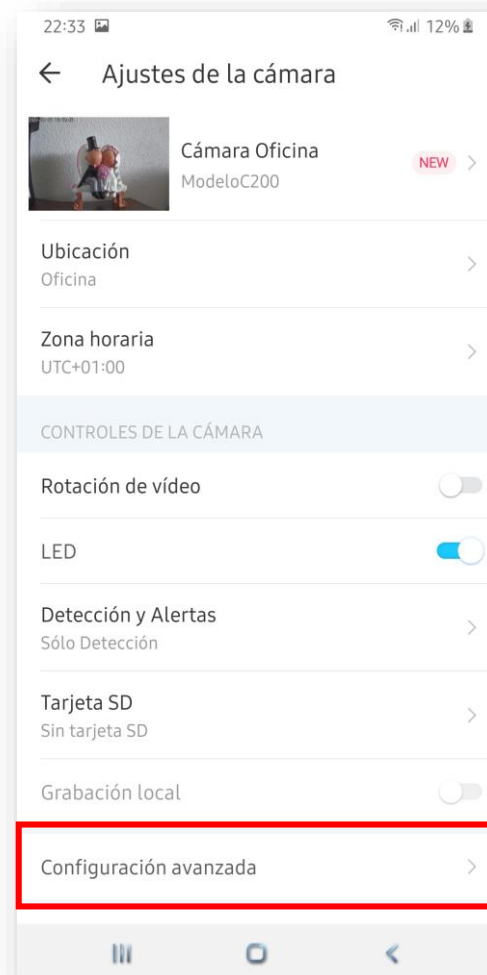 22:33 12%
Ajustes de la cámara
Cámara Oficina
NEW
ModeloC200
Ubicación
Oficina
Zona horaria
UTC+01:00
CONTROLES DE LA CÁMARA
Rotación de vídeo
LED
Detección y Alertas
Sólo Detección
Tarjeta SD
Sin tarjeta SD
Grabación local
Configuración avanzada